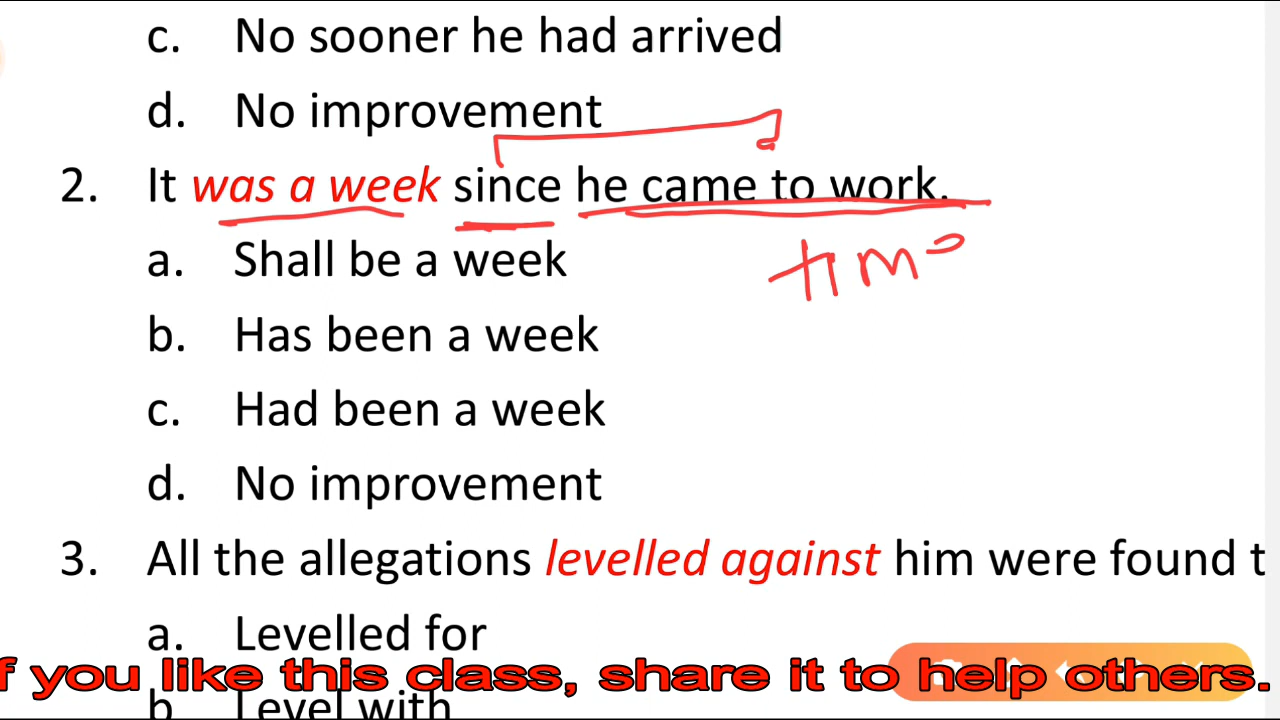 c. No sooner he had arrived
d. No improvement
2. It was a week since he came to work.
a. Shall be a week
time
b. Has been a week
c. Had been a week
d. No improvement
3. All the allegations levelled against him were found t
a. Levelled for
f you like this class, share it to help others.
b. Level with